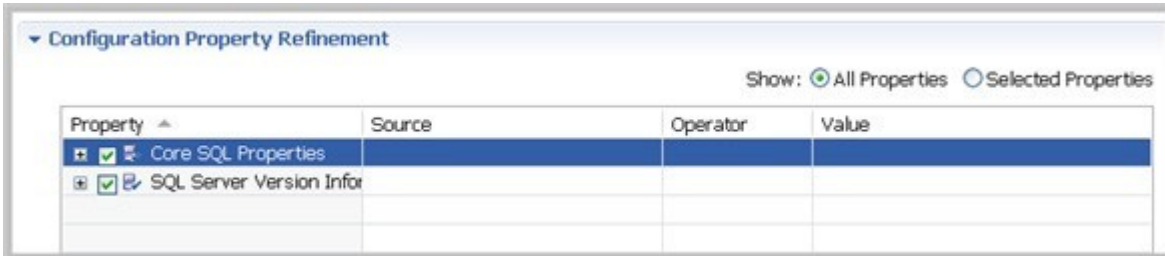 Configuration Property Refinement
Show: All Properties Selected Properties
Property Source Operator Value
Core SQL Properties
SQL Server Version Infor